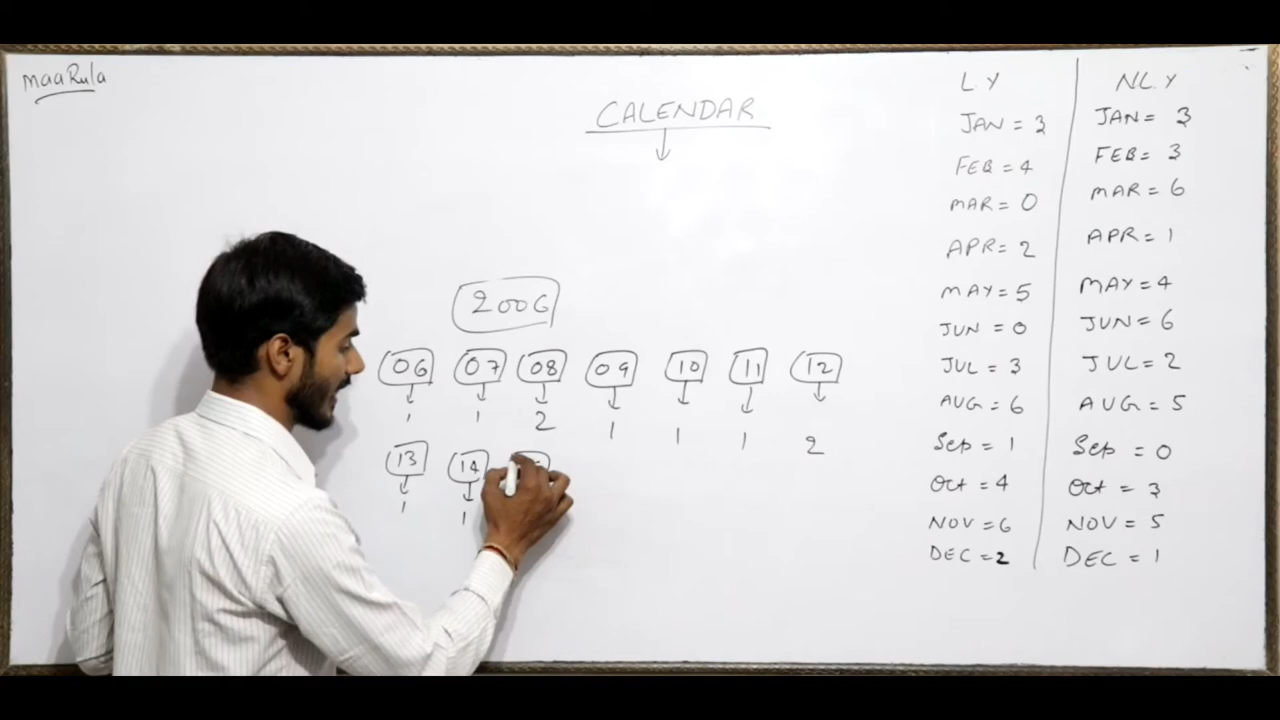 maaRula
CALENDAR
2006
06 07 08 09 10 11 12
1 1 2 1 1 1 2
13 14
1 1
L.Y
JAN = 3
FEB = 4
MAR = 0
APR = 2
MAY = 5
JUN = 0
JUL = 3
AUG = 6
Sep = 1
Oct = 4
NOV = 6
DEC = 2
NL.Y
JAN = 3
FEB = 3
MAR = 6
APR = 1
MAY = 4
JUN = 6
JUL = 2
AUG = 5
Sep = 0
Oct = 3
NOV = 5
DEC = 1